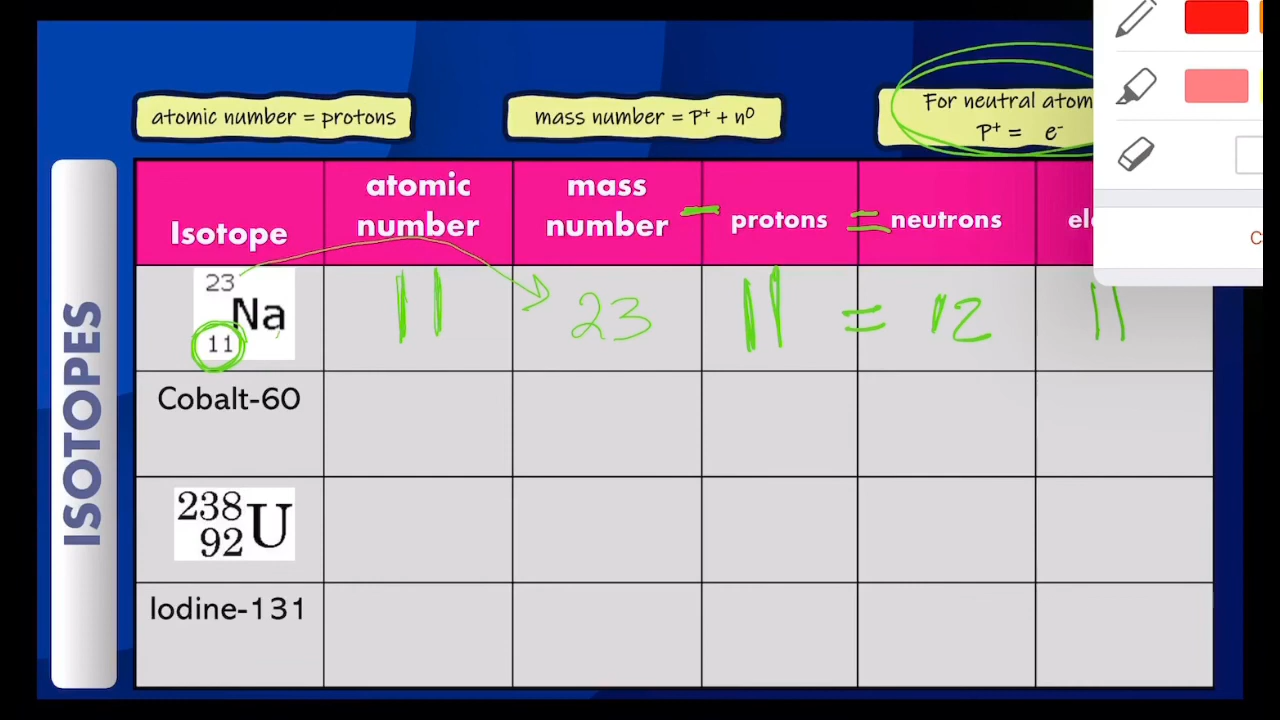 atomic number = protons
mass number = P⁺ + n⁰
For neutral atom
P⁺ = e⁻
ISOTOPES
Isotope
atomic
number
mass
number
-
protons
=
neutrons
el
23
Na
11
11
23
11
=
12
11
Cobalt-60
238
92
U
Iodine-131
C